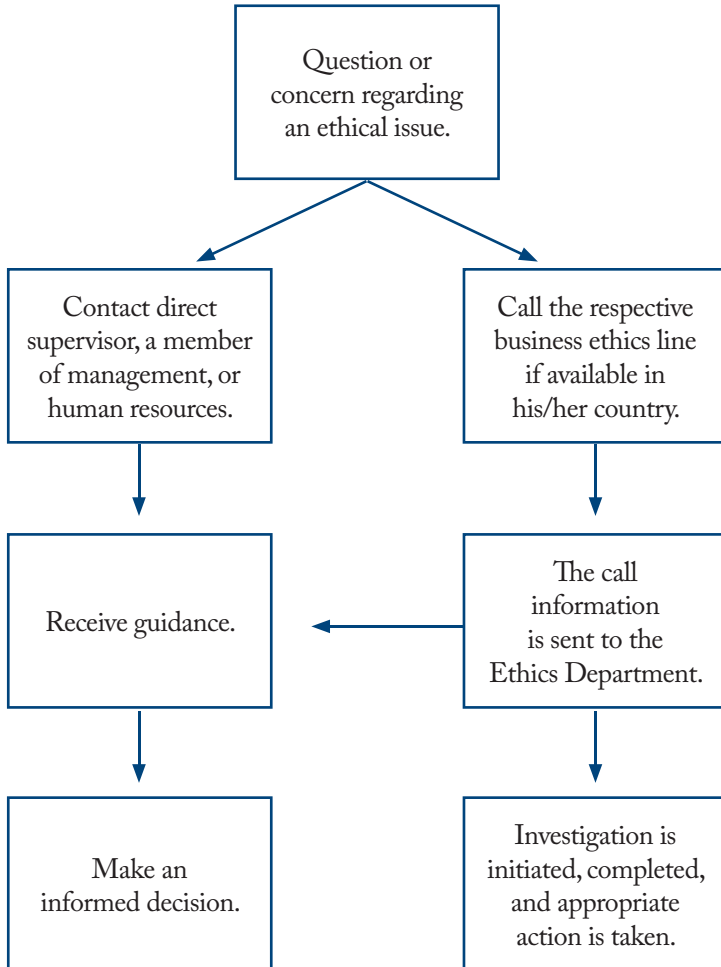 Question or
concern regarding
an ethical issue.
Contact direct
supervisor, a member
of management, or
human resources.
Call the respective
business ethics line
if available in
his/her country.
Receive guidance.
The call
information
is sent to the
Ethics Department.
Make an
informed decision.
Investigation is
initiated, completed,
and appropriate
action is taken.